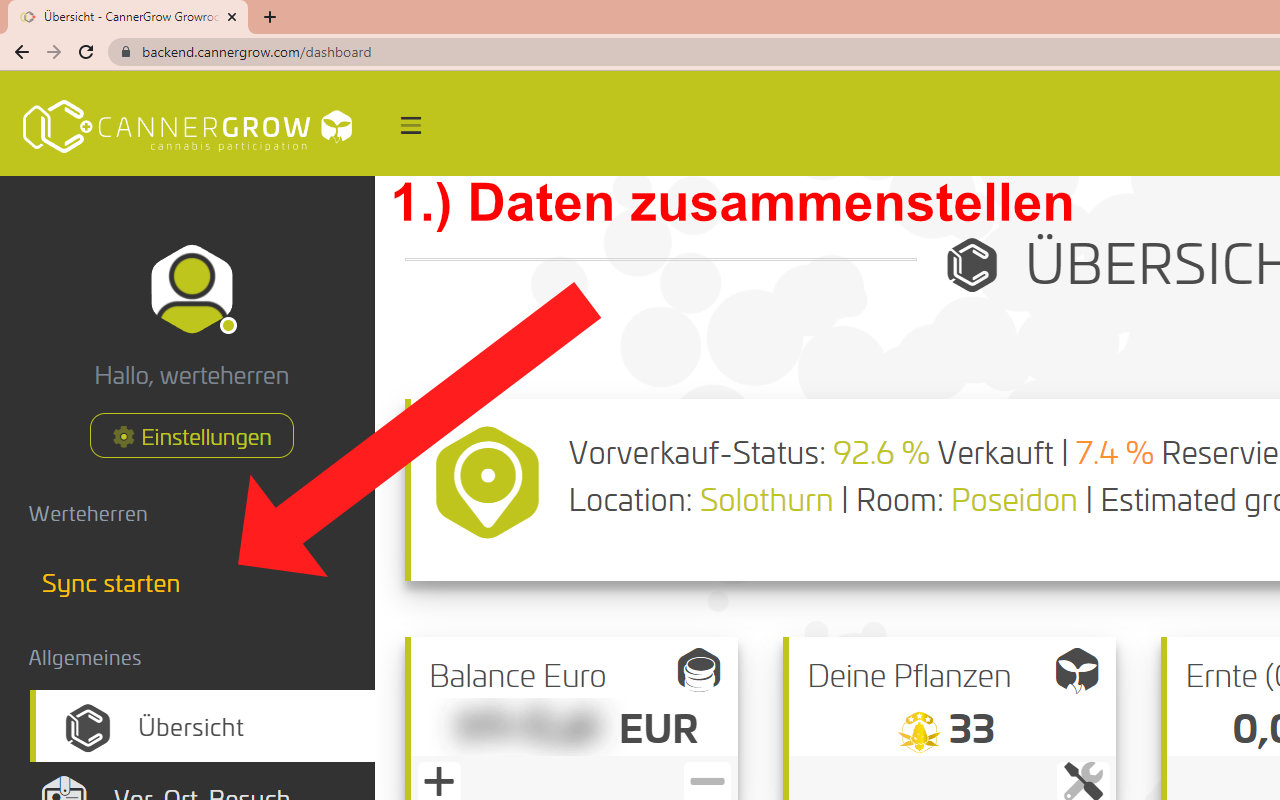 Übersicht - CannerGrow Growroo
backend.cannergrow.com/dashboard
CANNERGROW
cannabis participation
1.) Daten zusammenstellen
ÜBERSICH
Hallo, werteherren
Einstellungen
Werteherren
Sync starten
Allgemeines
Übersicht
Vor-Ort-Besuch
Vorverkauf-Status: 92.6 % Verkauft | 7.4 % Reservie
Location: Solothurn | Room: Poseidon | Estimated gro
Balance Euro
EUR
Deine Pflanzen
33
Ernte (
0,0